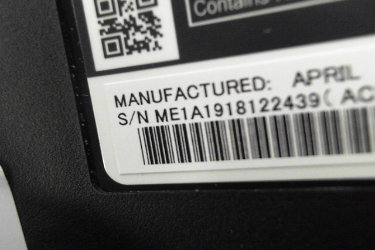 Contains
MANUFACTURED: APRIL
S/N ME1A1918122439( AC